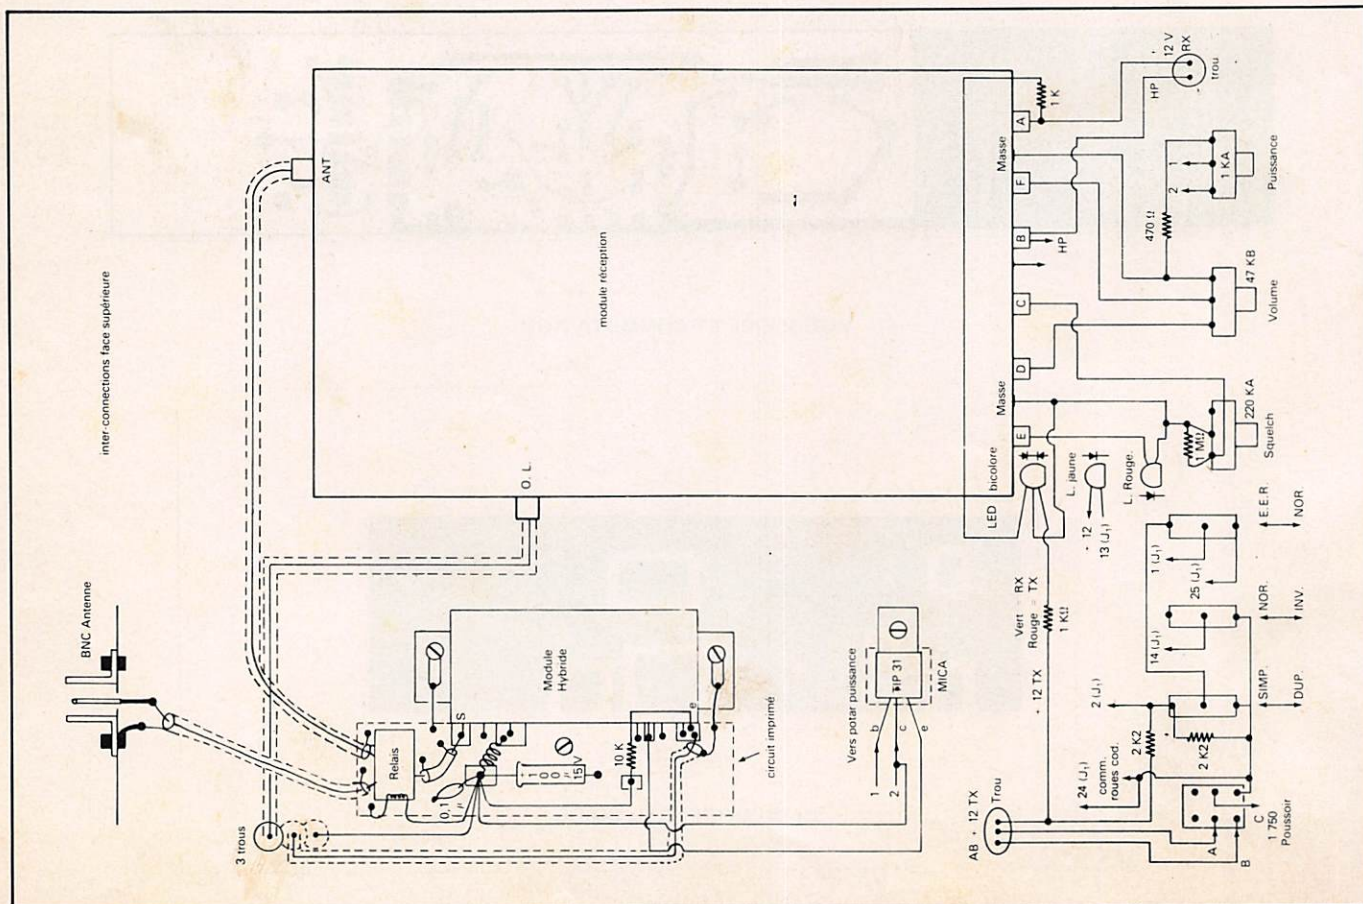 inter-connections face supérieure
BNC Antenne
3 trous
ANT
O. L.
module réception
Relais
S
0,1 µ
100 µ
15 V
10 K
e
Module
Hybride
circuit imprimé
Vers potar puissance
1
2
b
c
e
TIP 31
MICA
A
Masse
F
B
HP
C
D
Masse
E
1 K
+ 12 V
RX
trou
HP
1
2
1 KA
Puissance
470 Ω
47 KB
Volume
220 KA
Squelch
1 MΩ
LED bicolore
L. jaune
L. Rouge.
+ 12
13 (J1)
Vert = RX
Rouge = TX
1 KΩ
+ 12 TX
1 (J1)
25 (J1)
E.E.R.
NOR.
14 (J1)
NOR.
INV.
2 (J1)
SIMP.
DUP.
2 K2
2 K2
24 (J1)
comm.
roues cod.
AB + 12 TX
Trou
A
B
C
1 750
Poussoir